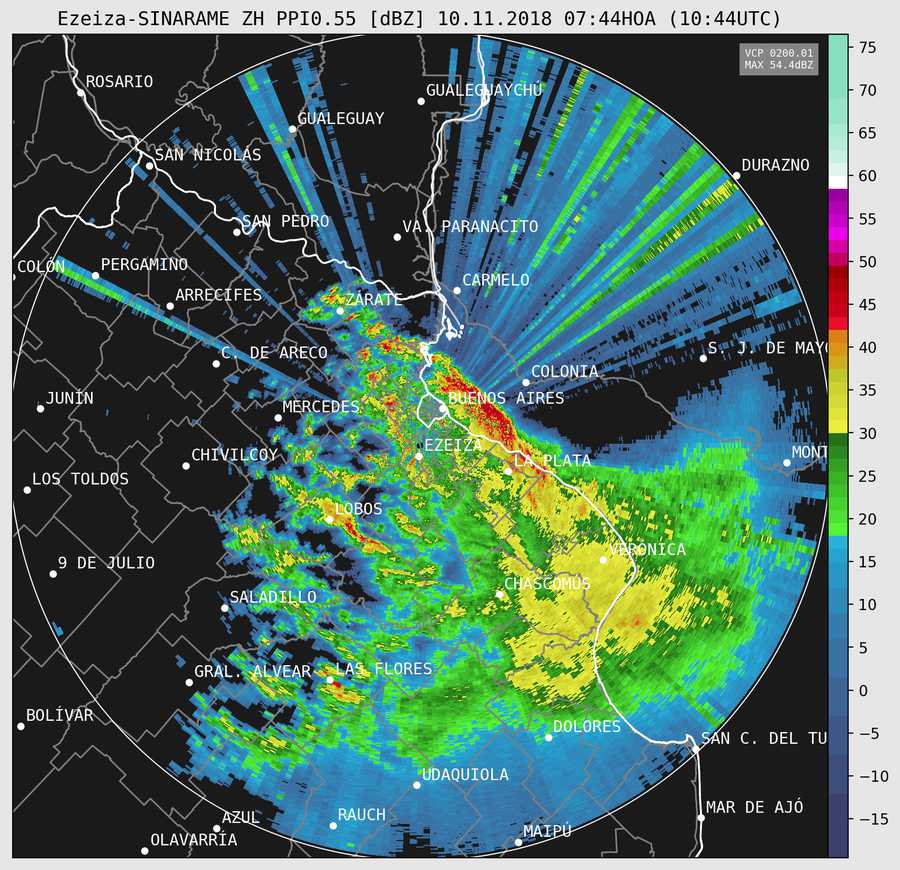 Ezeiza-SINARAME ZH PPI0.55 [dBZ] 10.11.2018 07:44HOA (10:44UTC)
VCP 0200.01
MAX 54.4dBZ
ROSARIO
GUALEGUAYCHÚ
GUALEGUAY
SAN NICOLÁS
DURAZNO
SAN PEDRO
VA. PARANACITO
COLÓN
PERGAMINO
CARMELO
ARRECIFES
ZÁRATE
C. DE ARECO
S. J. DE MAYO
COLONIA
JUNÍN
MERCEDES
BUENOS AIRES
EZEIZA
CHIVILCOY
LA PLATA
MONT
LOS TOLDOS
LOBOS
VERONICA
9 DE JULIO
CHASCOMÚS
SALADILLO
GRAL. ALVEAR
LAS FLORES
BOLÍVAR
DOLORES
SAN C. DEL TU
UDAQUIOLA
MAR DE AJÓ
AZUL
RAUCH
MAIPÚ
OLAVARRÍA
75
70
65
60
55
50
45
40
35
30
25
20
15
10
5
0
−5
−10
−15